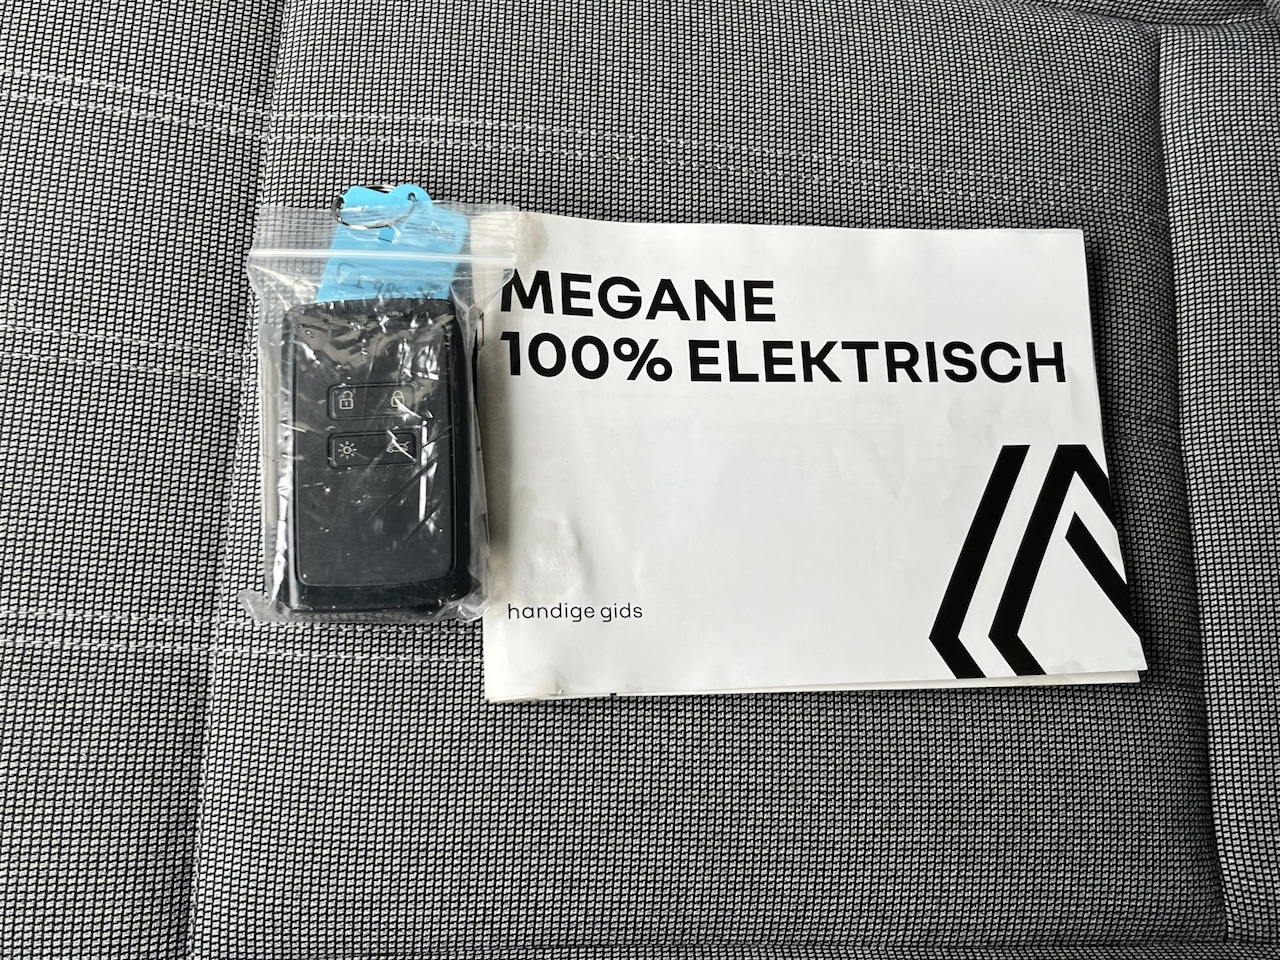 MEGANE
100% ELEKTRISCH
handige gids